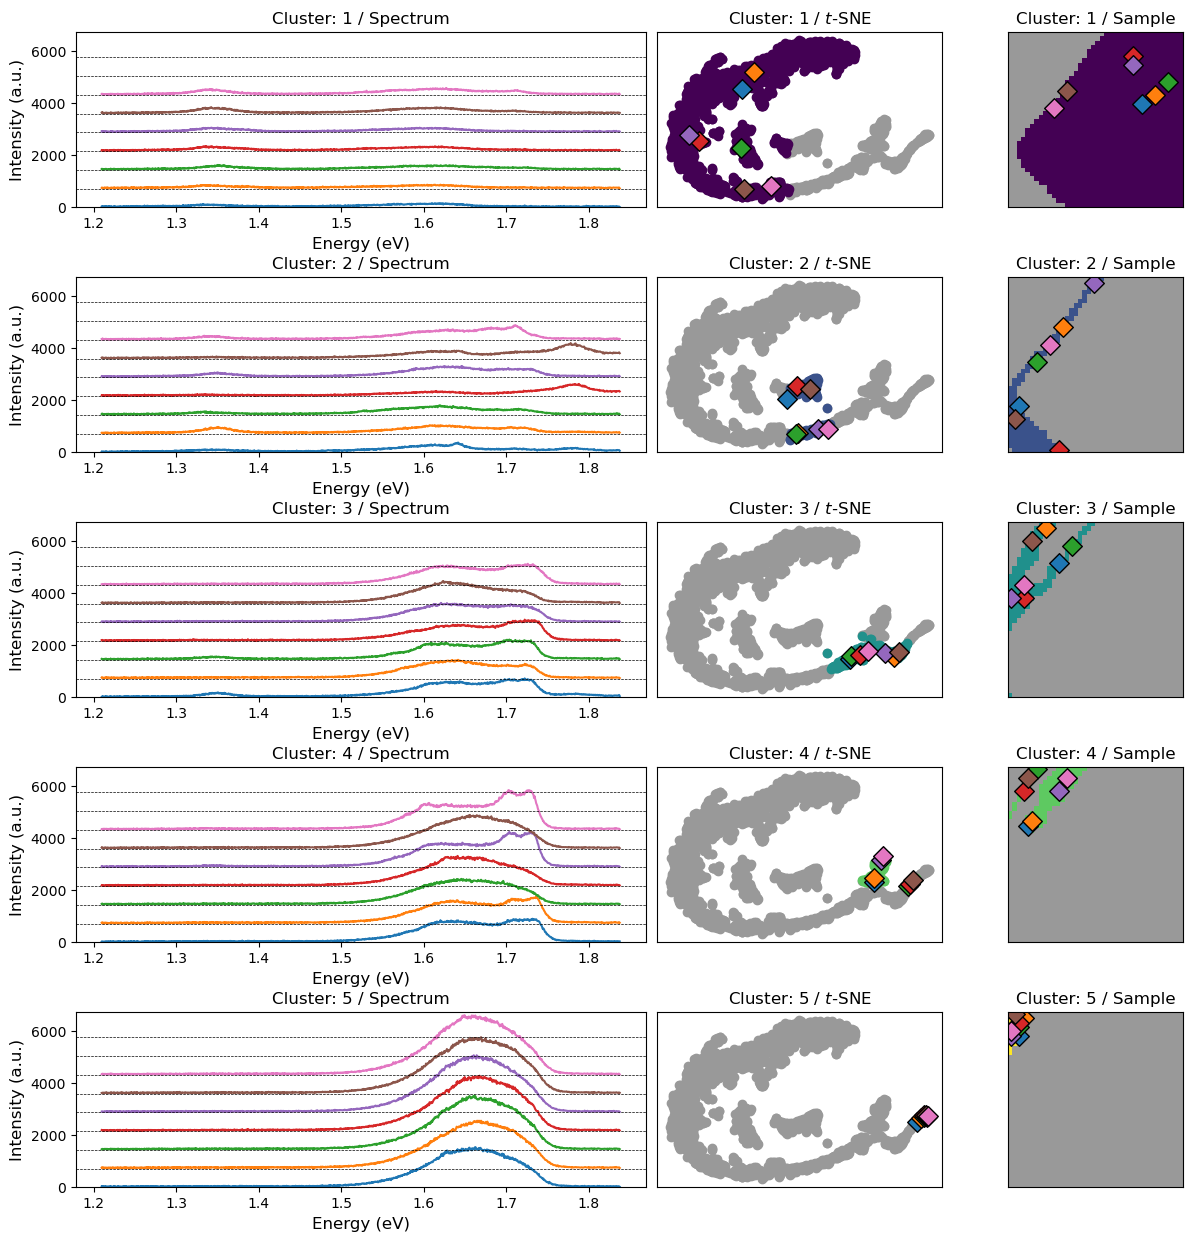 Cluster: 1 / Spectrum
Cluster: 1 / t-SNE
Cluster: 1 / Sample
Intensity (a.u.)
6000
4000
2000
0
1.2 1.3 1.4 1.5 1.6 1.7 1.8
Energy (eV)
Cluster: 2 / Spectrum
Cluster: 2 / t-SNE
Cluster: 2 / Sample
Intensity (a.u.)
6000
4000
2000
0
1.2 1.3 1.4 1.5 1.6 1.7 1.8
Energy (eV)
Cluster: 3 / Spectrum
Cluster: 3 / t-SNE
Cluster: 3 / Sample
Intensity (a.u.)
6000
4000
2000
0
1.2 1.3 1.4 1.5 1.6 1.7 1.8
Energy (eV)
Cluster: 4 / Spectrum
Cluster: 4 / t-SNE
Cluster: 4 / Sample
Intensity (a.u.)
6000
4000
2000
0
1.2 1.3 1.4 1.5 1.6 1.7 1.8
Energy (eV)
Cluster: 5 / Spectrum
Cluster: 5 / t-SNE
Cluster: 5 / Sample
Intensity (a.u.)
6000
4000
2000
0
1.2 1.3 1.4 1.5 1.6 1.7 1.8
Energy (eV)